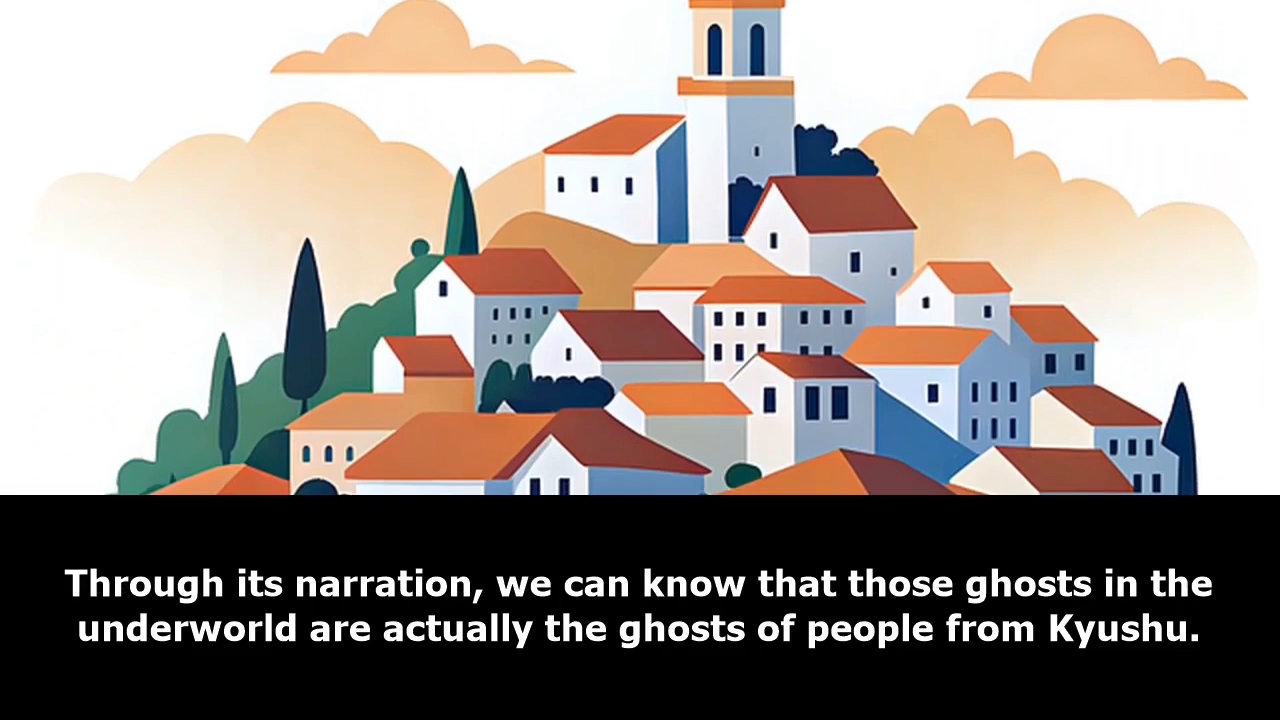 Through its narration, we can know that those ghosts in the
underworld are actually the ghosts of people from Kyushu.